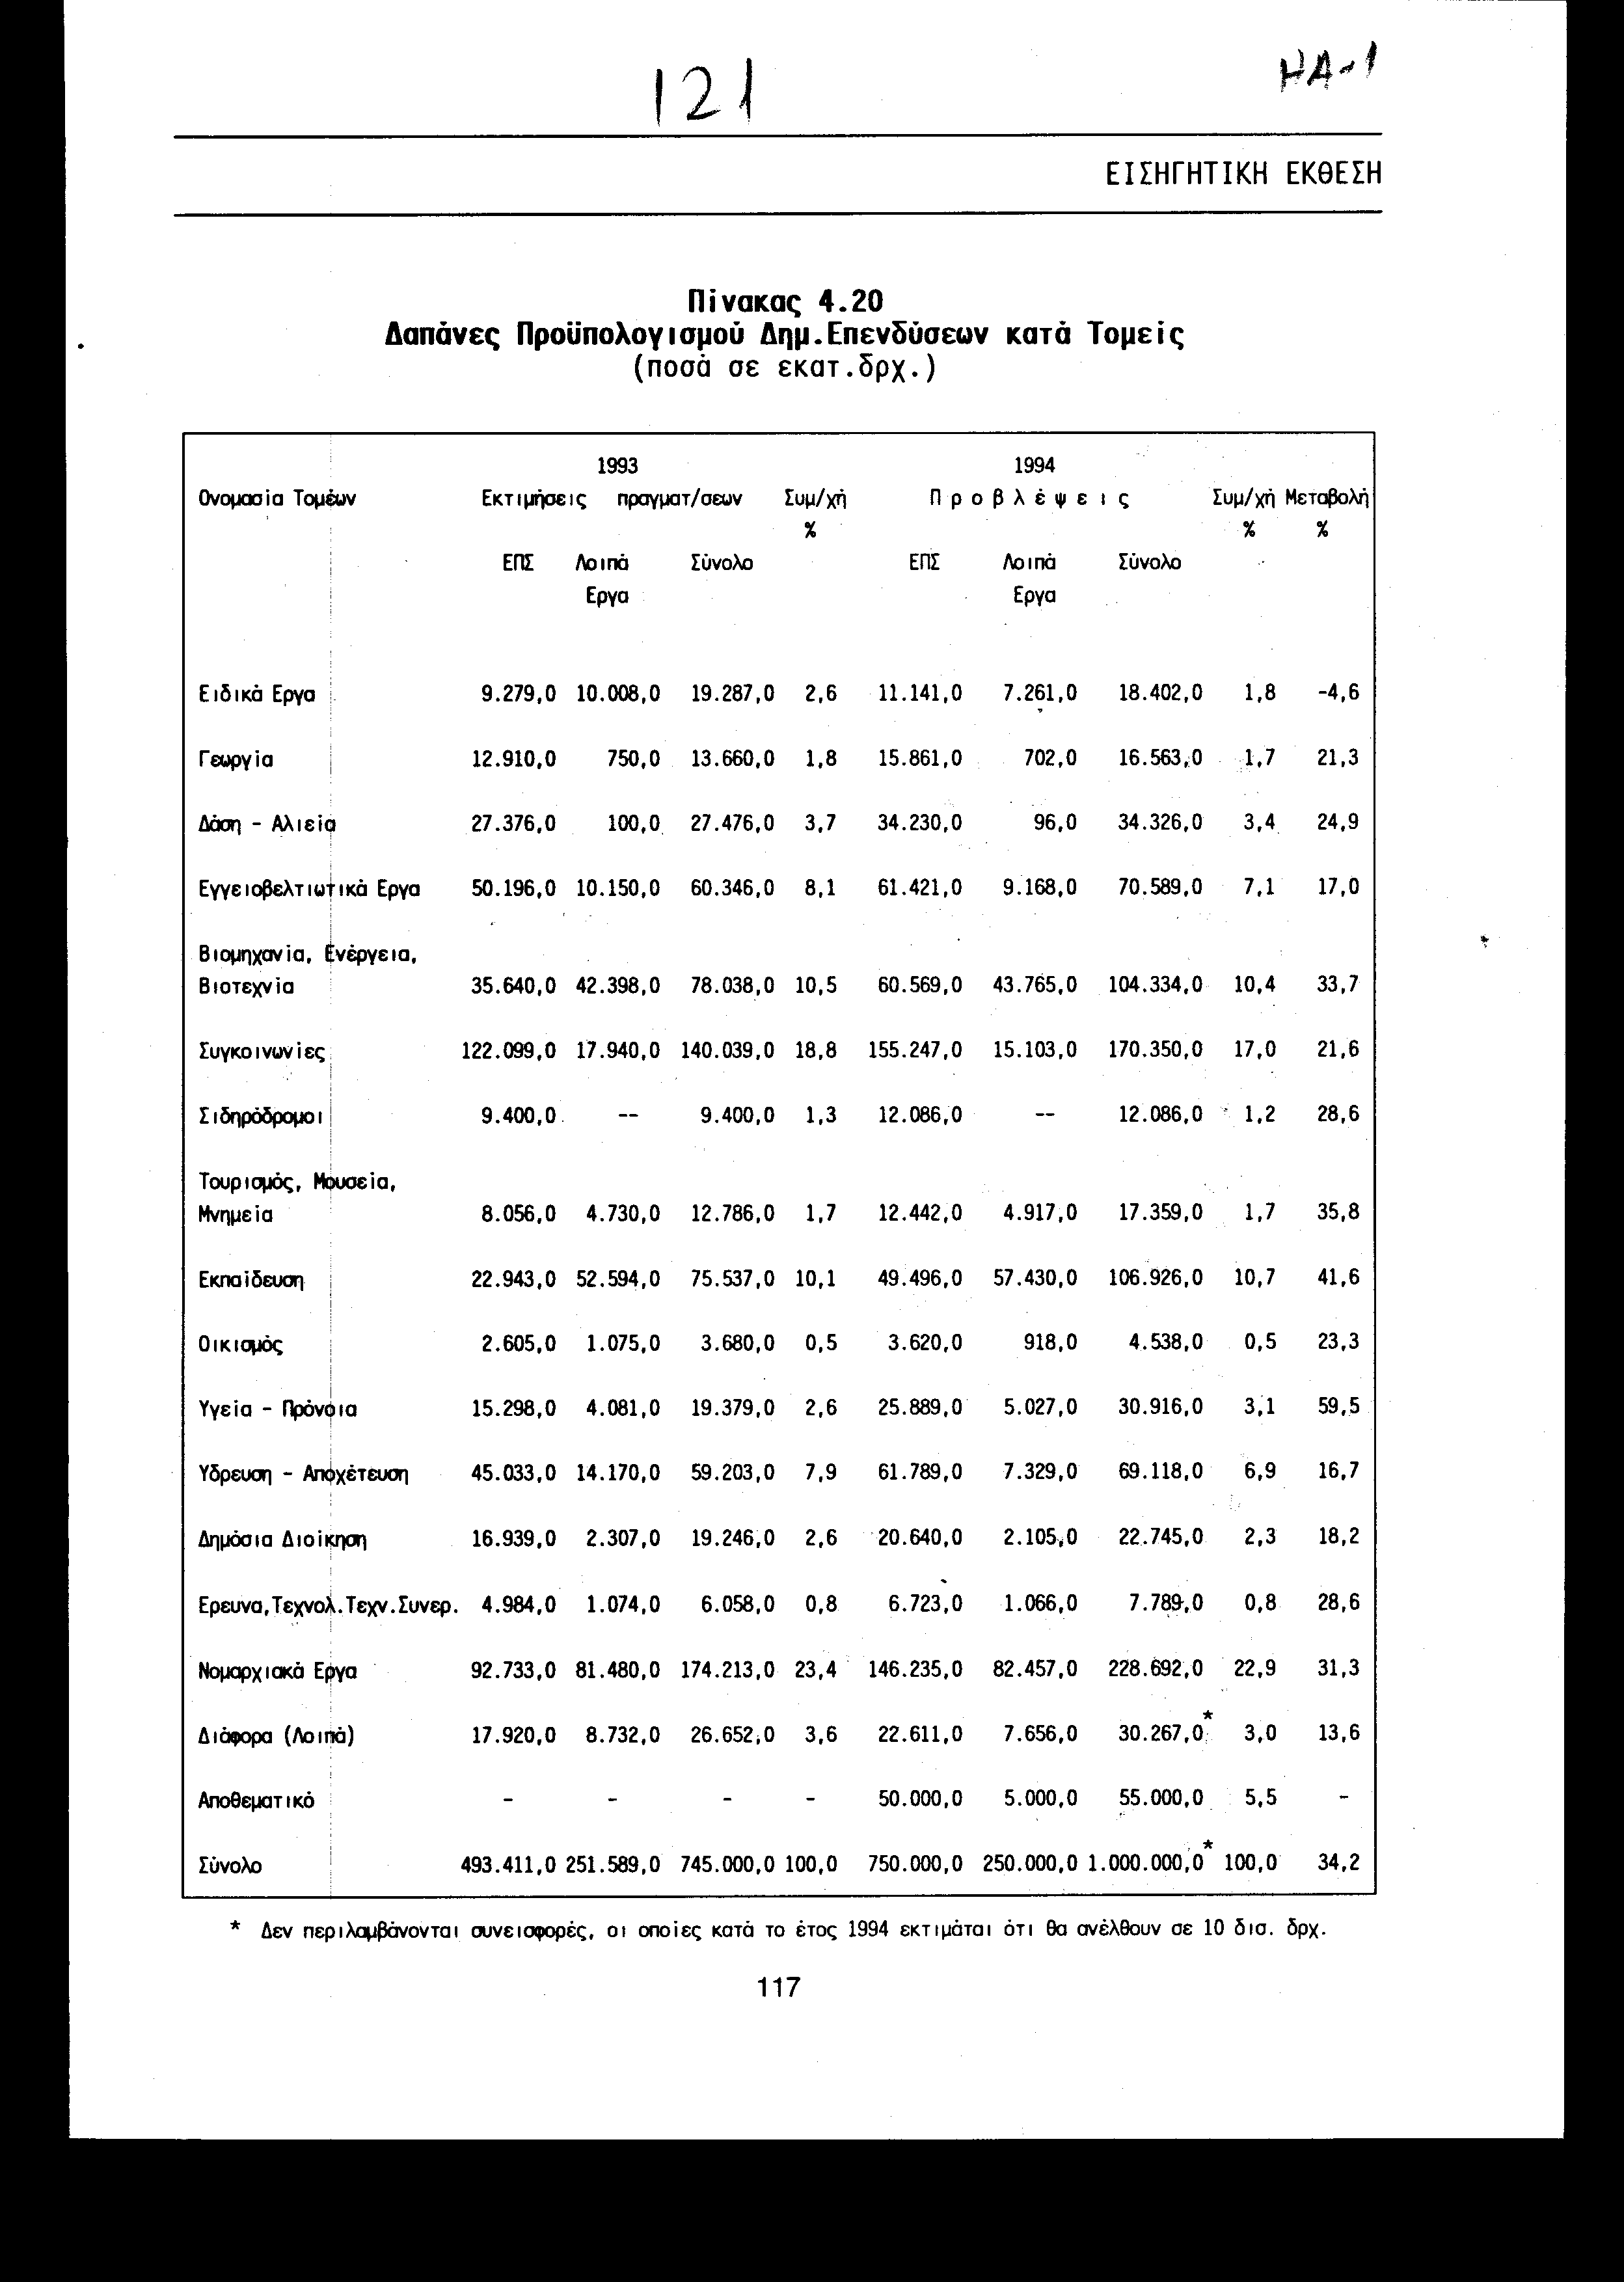 121
HA-1
ΕΙΣΗΓΗΤΙΚΗ ΕΚΘΕΣΗ
Πίνακας 4.20
Δαπάνες Προϋπολογισμού Δημ.Επενδύσεων κατά Τομείς
(ποσά σε εκατ.δρχ.)
1993 1994
Ονομασία Τομέων Εκτιμήσεις πραγματ/σεων Συμ/χή Π ρ ο β λ έ ψ ε ι ς Συμ/χή Μεταβολή
% % %
ΕΠΣ Λοιπά Σύνολο ΕΠΣ Λοιπά Σύνολο
Εργα Εργα
Ειδικά Εργα 9.279,0 10.008,0 19.287,0 2,6 11.141,0 7.261,0 18.402,0 1,8 -4,6
Γεωργία 12.910,0 750,0 13.660,0 1,8 15.861,0 702,0 16.563,0 1,7 21,3
Δάση - Αλιεία 27.376,0 100,0 27.476,0 3,7 34.230,0 96,0 34.326,0 3,4 24,9
Εγγειοβελτιωτικά Εργα 50.196,0 10.150,0 60.346,0 8,1 61.421,0 9.168,0 70.589,0 7,1 17,0
Βιομηχανία, Ενέργεια,
Βιοτεχνία 35.640,0 42.398,0 78.038,0 10,5 60.569,0 43.765,0 104.334,0 10,4 33,7
Συγκοινωνίες 122.099,0 17.940,0 140.039,0 18,8 155.247,0 15.103,0 170.350,0 17,0 21,6
Σιδηρόδρομοι 9.400,0 -- 9.400,0 1,3 12.086,0 -- 12.086,0 1,2 28,6
Τουρισμός, Μουσεία,
Μνημεία 8.056,0 4.730,0 12.786,0 1,7 12.442,0 4.917,0 17.359,0 1,7 35,8
Εκπαίδευση 22.943,0 52.594,0 75.537,0 10,1 49.496,0 57.430,0 106.926,0 10,7 41,6
Οικισμός 2.605,0 1.075,0 3.680,0 0,5 3.620,0 918,0 4.538,0 0,5 23,3
Υγεία - Πρόνοια 15.298,0 4.081,0 19.379,0 2,6 25.889,0 5.027,0 30.916,0 3,1 59,5
Υδρευση - Αποχέτευση 45.033,0 14.170,0 59.203,0 7,9 61.789,0 7.329,0 69.118,0 6,9 16,7
Δημόσια Διοίκηση 16.939,0 2.307,0 19.246,0 2,6 20.640,0 2.105,0 22.745,0 2,3 18,2
Ερευνα,Τεχνολ.Τεχν.Συνερ. 4.984,0 1.074,0 6.058,0 0,8 6.723,0 1.066,0 7.789,0 0,8 28,6
Νομαρχιακά Εργα 92.733,0 81.480,0 174.213,0 23,4 146.235,0 82.457,0 228.692,0 22,9 31,3
Διάφορα (Λοιπά) 17.920,0 8.732,0 26.652,0 3,6 22.611,0 7.656,0 30.267,0* 3,0 13,6
Αποθεματικό - - - - 50.000,0 5.000,0 55.000,0 5,5 -
Σύνολο 493.411,0 251.589,0 745.000,0 100,0 750.000,0 250.000,0 1.000.000,0* 100,0 34,2
* Δεν περιλαμβάνονται συνεισφορές, οι οποίες κατά το έτος 1994 εκτιμάται ότι θα ανέλθουν σε 10 δισ. δρχ.
117